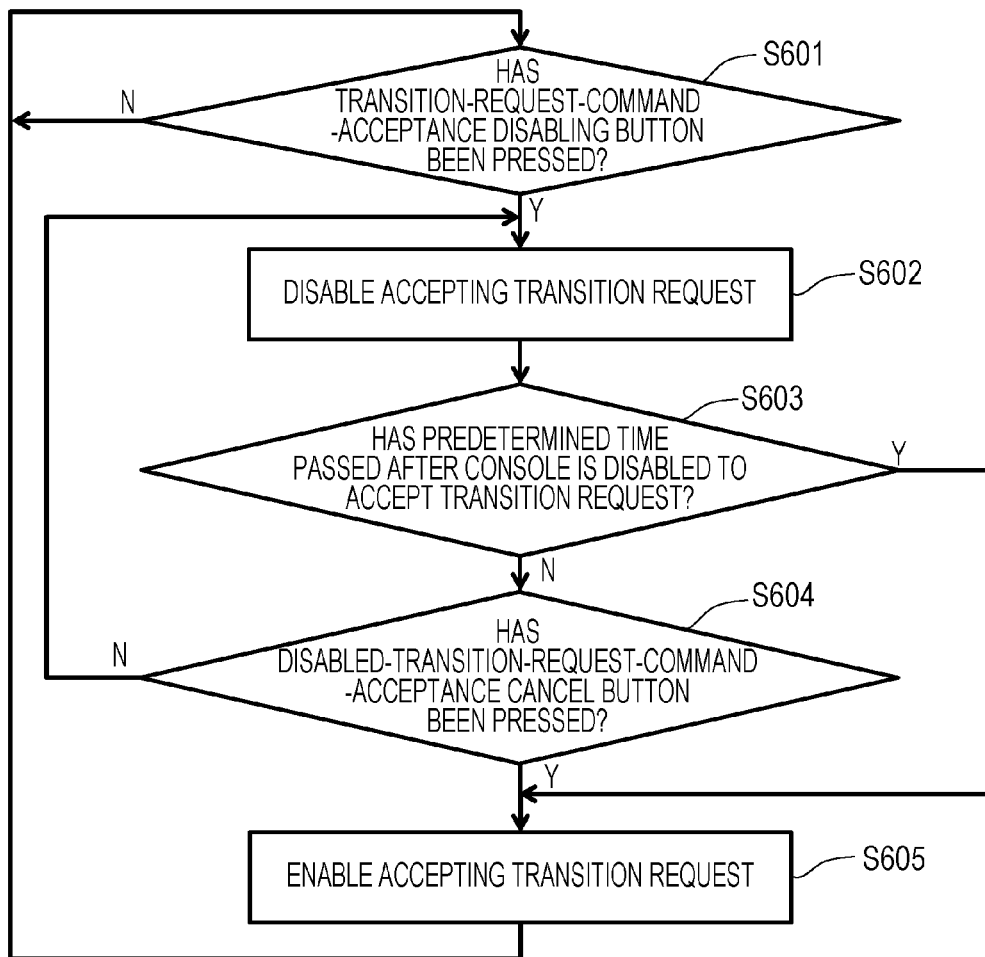 S601
HAS
TRANSITION-REQUEST-COMMAND
-ACCEPTANCE DISABLING BUTTON
BEEN PRESSED?
N
Y
S602
DISABLE ACCEPTING TRANSITION REQUEST
S603
HAS PREDETERMINED TIME
PASSED AFTER CONSOLE IS DISABLED TO
ACCEPT TRANSITION REQUEST?
Y
N
S604
HAS
DISABLED-TRANSITION-REQUEST-COMMAND
-ACCEPTANCE CANCEL BUTTON
BEEN PRESSED?
N
Y
S605
ENABLE ACCEPTING TRANSITION REQUEST